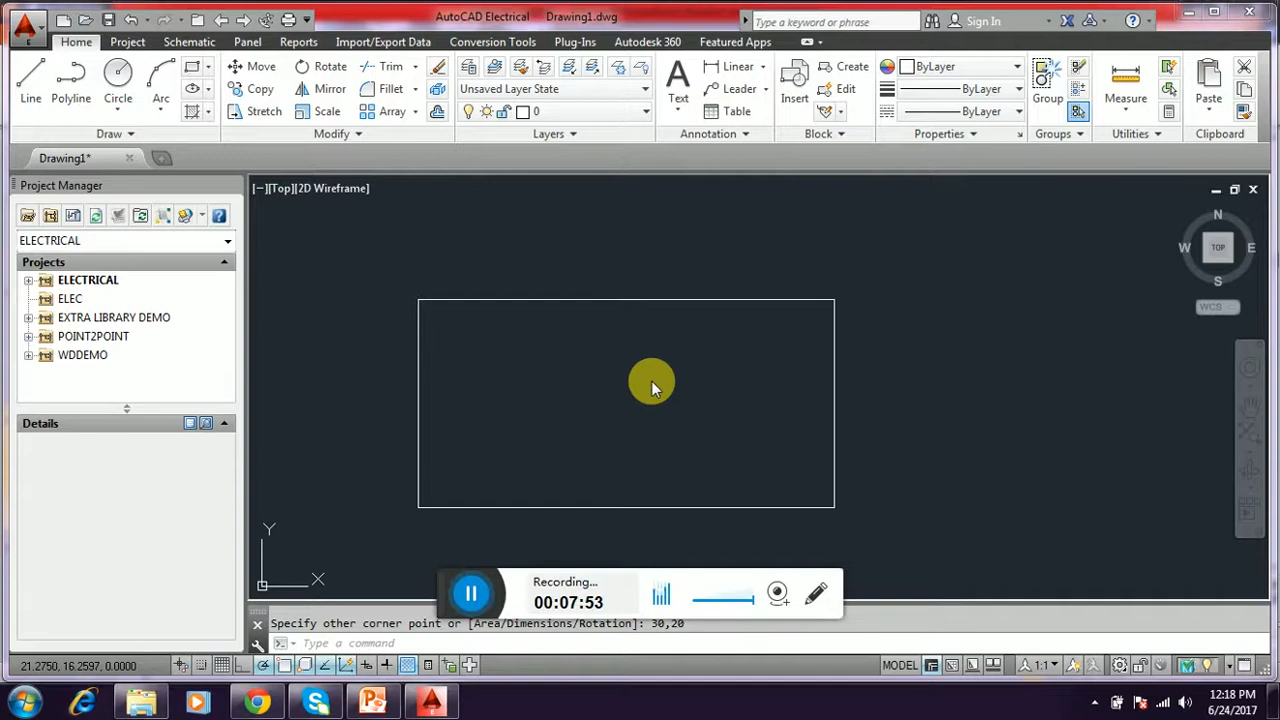 AutoCAD Electrical Drawing1.dwg
Type a keyword or phrase
Sign In
Home Project Schematic Panel Reports Import/Export Data Conversion Tools Plug-Ins Autodesk 360 Featured Apps
Line Polyline Circle Arc
Move Rotate Trim
Copy Mirror Fillet
Stretch Scale Array
Unsaved Layer State
0
Text
Linear
Leader
Table
Insert
Create
Edit
ByLayer
ByLayer
ByLayer
Group
Measure
Paste
Draw Modify Layers Annotation Block Properties Groups Utilities Clipboard
Drawing1*
Project Manager
ELECTRICAL
Projects
ELECTRICAL
ELEC
EXTRA LIBRARY DEMO
POINT2POINT
WDDEMO
Details
[−][Top][2D Wireframe]
N
W TOP E
S
WCS
Y
X
Recording...
00:07:53
Specify other corner point or [Area/Dimensions/Rotation]: 30,20
Type a command
21.2750, 16.2597, 0.0000
MODEL
1:1
12:18 PM
6/24/2017